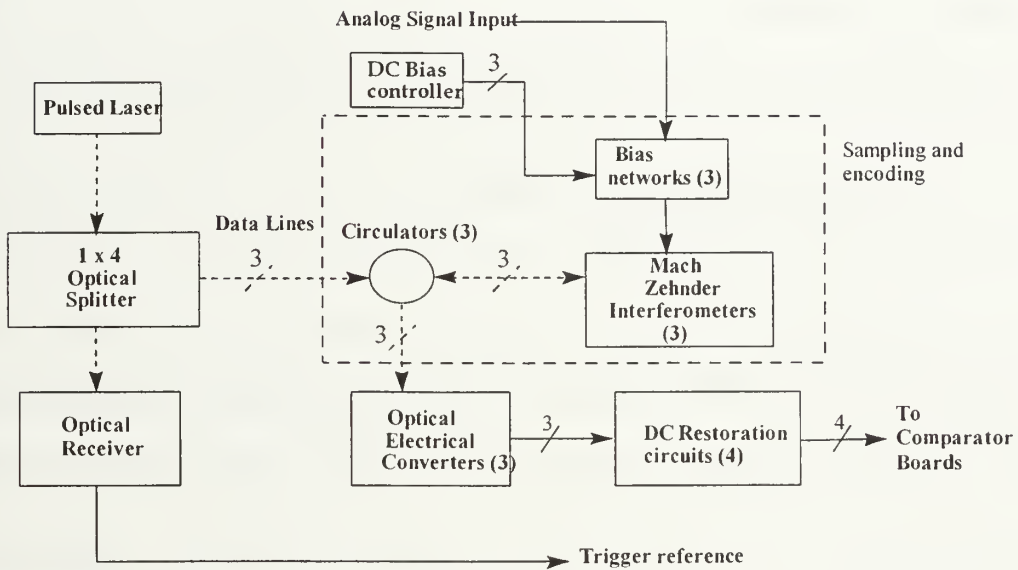 Analog Signal Input
DC Bias
controller
3
Pulsed Laser
Bias
networks (3)
Sampling and
encoding
Data Lines
Circulators (3)
1 x 4
Optical
Splitter
3
3
Mach
Zehnder
Interferometers
(3)
3
Optical
Receiver
Optical
Electrical
Converters (3)
3
DC Restoration
circuits (4)
4
To
Comparator
Boards
Trigger reference